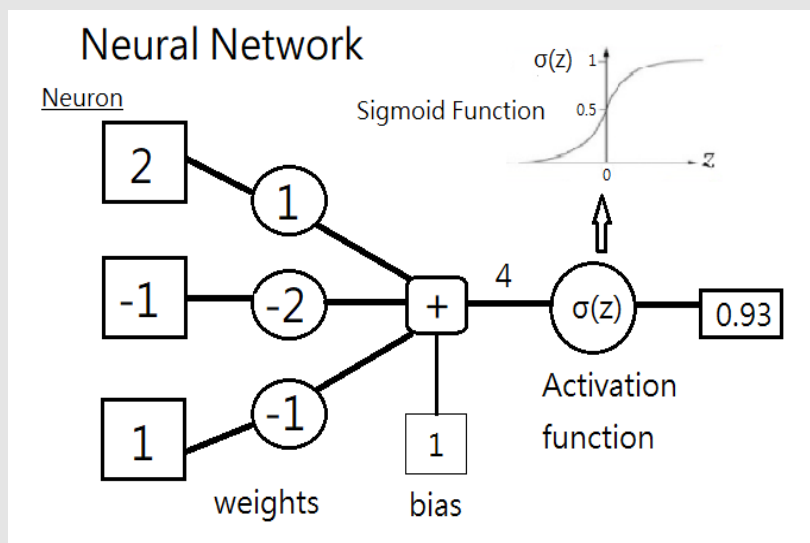 Neural Network
Neuron
Sigmoid Function
σ(z) 1
0.5
0
z
2
1
-1
-2
1
-1
+
4
σ(z)
0.93
1
Activation
function
weights
bias